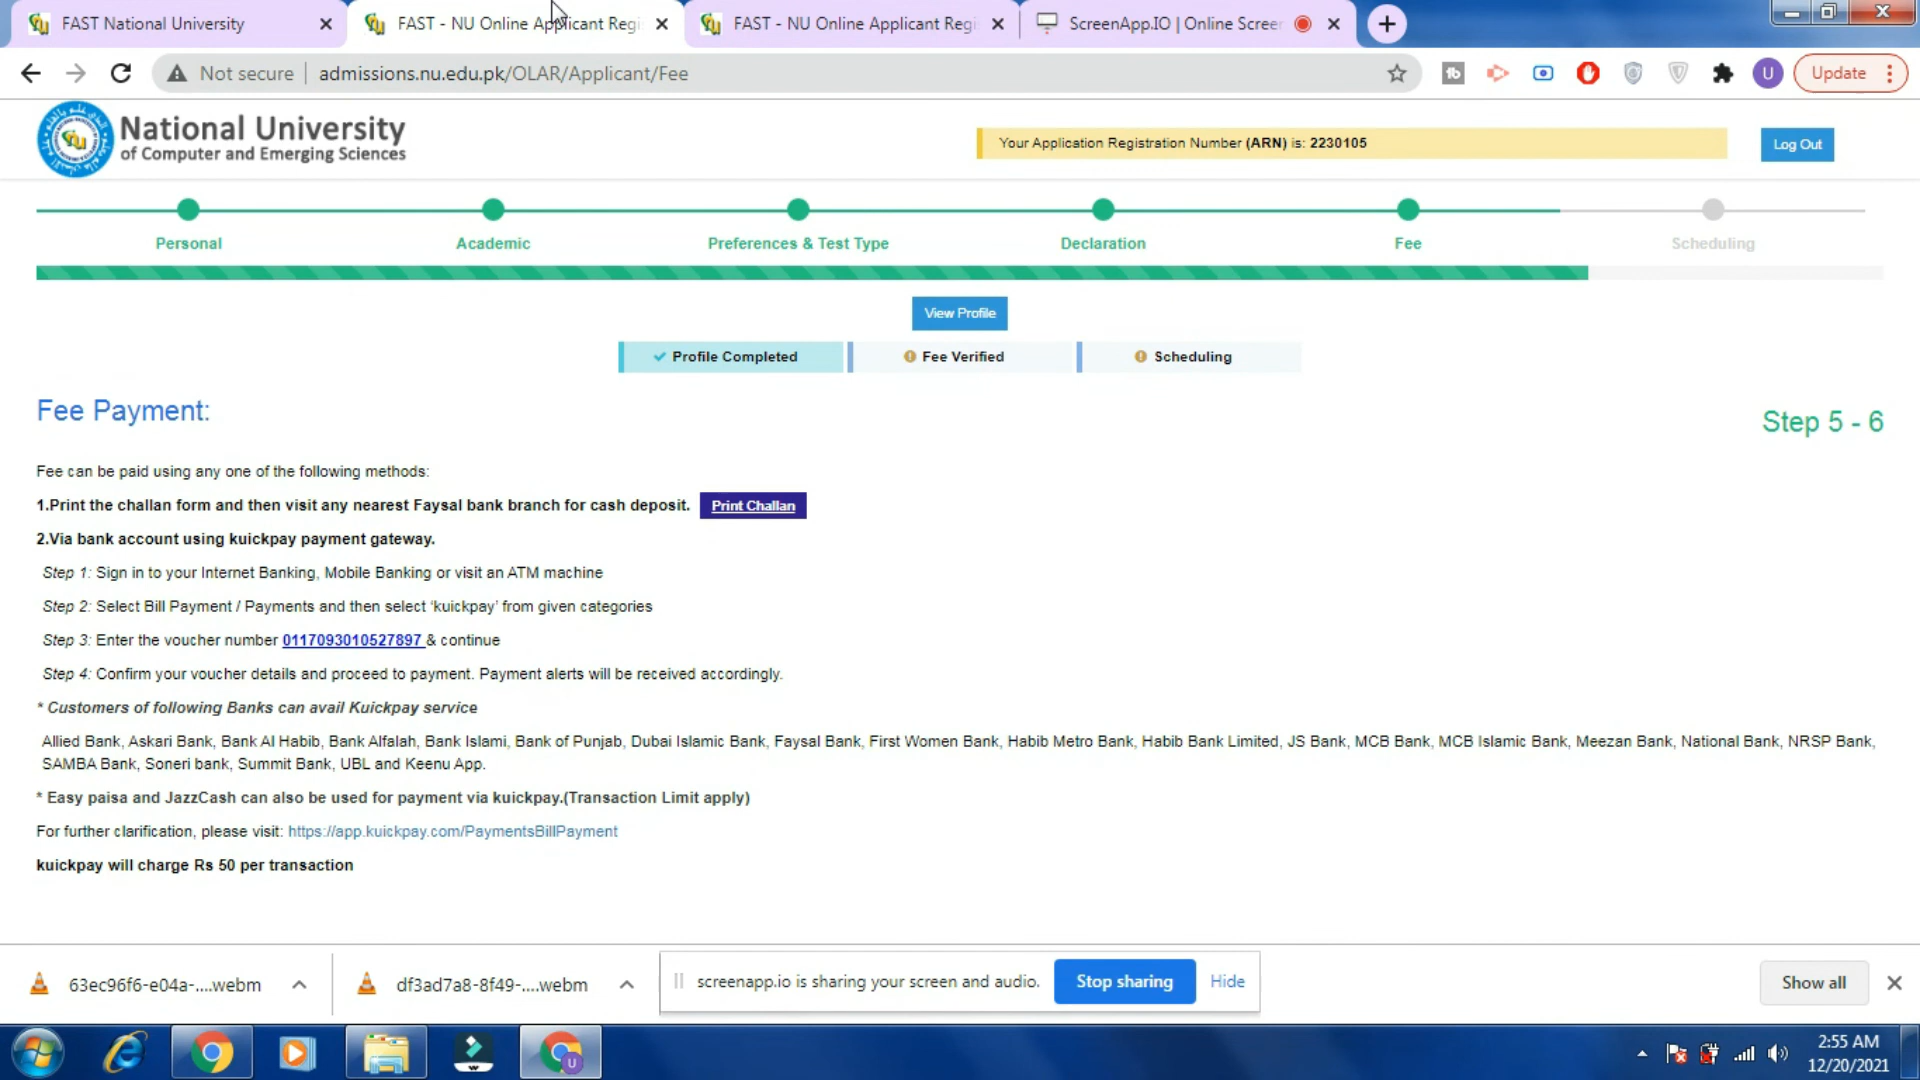 FAST National University
FAST - NU Online Applicant Regi
FAST - NU Online Applicant Regi
ScreenApp.IO | Online Screen
Not secure
admissions.nu.edu.pk/OLAR/Applicant/Fee
U
Update
National University
of Computer and Emerging Sciences
Your Application Registration Number (ARN) is: 2230105
Log Out
Personal
Academic
Preferences & Test Type
Declaration
Fee
Scheduling
View Profile
Profile Completed
Fee Verified
Scheduling
Fee Payment:
Step 5 - 6
Fee can be paid using any one of the following methods:
1.Print the challan form and then visit any nearest Faysal bank branch for cash deposit. Print Challan
2.Via bank account using kuickpay payment gateway.
Step 1: Sign in to your Internet Banking, Mobile Banking or visit an ATM machine
Step 2: Select Bill Payment / Payments and then select ‘kuickpay’ from given categories
Step 3: Enter the voucher number 0117093010527897 & continue
Step 4: Confirm your voucher details and proceed to payment. Payment alerts will be received accordingly.
* Customers of following Banks can avail Kuickpay service
Allied Bank, Askari Bank, Bank Al Habib, Bank Alfalah, Bank Islami, Bank of Punjab, Dubai Islamic Bank, Faysal Bank, First Women Bank, Habib Metro Bank, Habib Bank Limited, JS Bank, MCB Bank, MCB Islamic Bank, Meezan Bank, National Bank, NRSP Bank,
SAMBA Bank, Soneri bank, Summit Bank, UBL and Keenu App.
* Easy paisa and JazzCash can also be used for payment via kuickpay.(Transaction Limit apply)
For further clarification, please visit: https://app.kuickpay.com/PaymentsBillPayment
kuickpay will charge Rs 50 per transaction
63ec96f6-e04a-....webm
df3ad7a8-8f49-....webm
screenapp.io is sharing your screen and audio.
Stop sharing
Hide
Show all
2:55 AM
12/20/2021